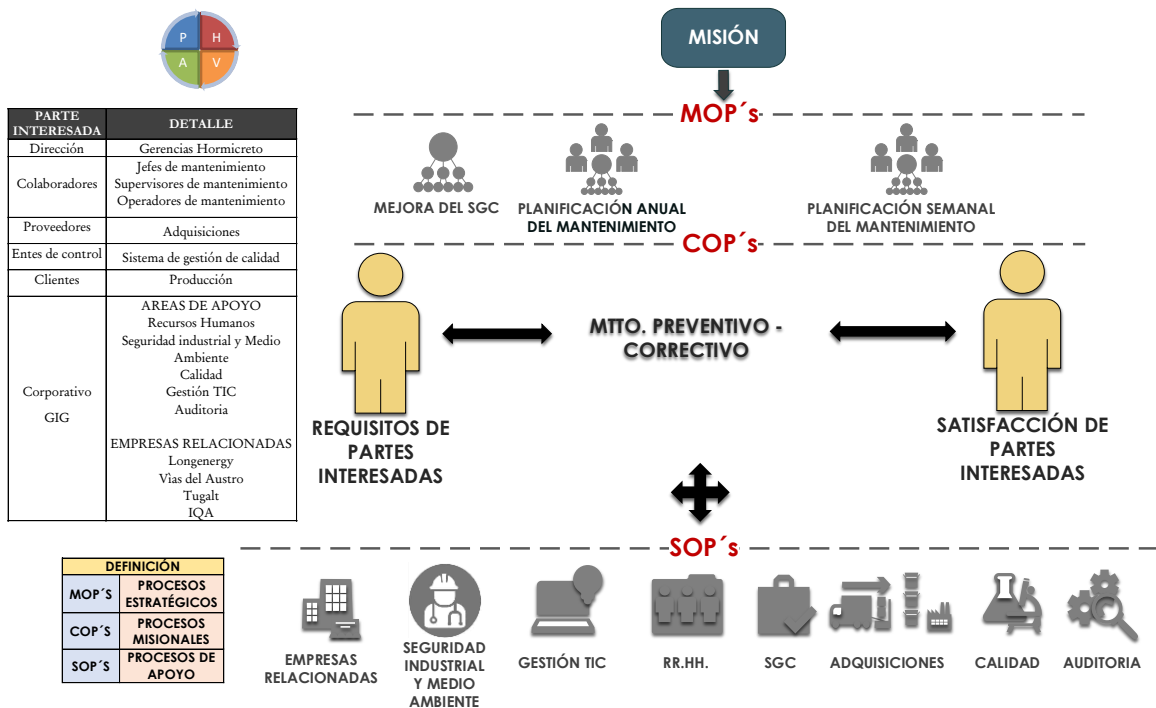 P H
A V
MISIÓN
MOP´s
MEJORA DEL SGC
PLANIFICACIÓN ANUAL
DEL MANTENIMIENTO
PLANIFICACIÓN SEMANAL
DEL MANTENIMIENTO
COP´s
PARTE
INTERESADA
DETALLE
Dirección
Gerencias Hormicreto
Colaboradores
Jefes de mantenimiento
Supervisores de mantenimiento
Operadores de mantenimiento
Proveedores
Adquisiciones
Entes de control
Sistema de gestión de calidad
Clientes
Producción
Corporativo
GIG
AREAS DE APOYO
Recursos Humanos
Seguridad industrial y Medio
Ambiente
Calidad
Gestión TIC
Auditoria
EMPRESAS RELACIONADAS
Longenergy
Vìas del Austro
Tugalt
IQA
MTTO. PREVENTIVO -
CORRECTIVO
REQUISITOS DE
PARTES
INTERESADAS
SATISFACCIÓN DE
PARTES
INTERESADAS
SOP´s
DEFINICIÓN
MOP´S
PROCESOS
ESTRATÉGICOS
COP´S
PROCESOS
MISIONALES
SOP´S
PROCESOS DE
APOYO
EMPRESAS
RELACIONADAS
SEGURIDAD
INDUSTRIAL
Y MEDIO
AMBIENTE
GESTIÓN TIC
RR.HH.
SGC
ADQUISICIONES
CALIDAD
AUDITORIA